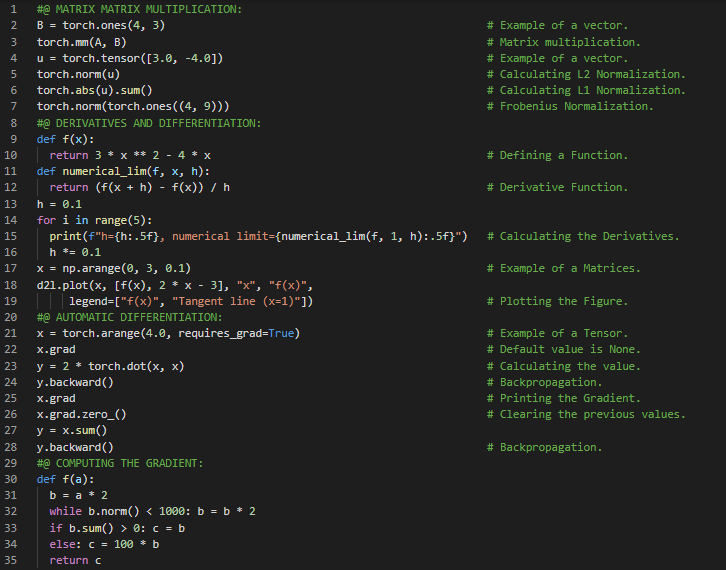 1 #@ MATRIX MATRIX MULTIPLICATION:
2 B = torch.ones(4, 3) # Example of a vector.
3 torch.mm(A, B) # Matrix multiplication.
4 u = torch.tensor([3.0, -4.0]) # Example of a vector.
5 torch.norm(u) # Calculating L2 Normalization.
6 torch.abs(u).sum() # Calculating L1 Normalization.
7 torch.norm(torch.ones((4, 9))) # Frobenius Normalization.
8 #@ DERIVATIVES AND DIFFERENTIATION:
9 def f(x):
10 return 3 * x ** 2 - 4 * x # Defining a Function.
11 def numerical_lim(f, x, h):
12 return (f(x + h) - f(x)) / h # Derivative Function.
13 h = 0.1
14 for i in range(5):
15 print(f"h={h:.5f}, numerical limit={numerical_lim(f, 1, h):.5f}") # Calculating the Derivatives.
16 h *= 0.1
17 x = np.arange(0, 3, 0.1) # Example of a Matrices.
18 d2l.plot(x, [f(x), 2 * x - 3], "x", "f(x)",
19 legend=["f(x)", "Tangent line (x=1)"]) # Plotting the Figure.
20 #@ AUTOMATIC DIFFERENTIATION:
21 x = torch.arange(4.0, requires_grad=True) # Example of a Tensor.
22 x.grad # Default value is None.
23 y = 2 * torch.dot(x, x) # Calculating the value.
24 y.backward() # Backpropagation.
25 x.grad # Printing the Gradient.
26 x.grad.zero_() # Clearing the previous values.
27 y = x.sum()
28 y.backward() # Backpropagation.
29 #@ COMPUTING THE GRADIENT:
30 def f(a):
31 b = a * 2
32 while b.norm() < 1000: b = b * 2
33 if b.sum() > 0: c = b
34 else: c = 100 * b
35 return c